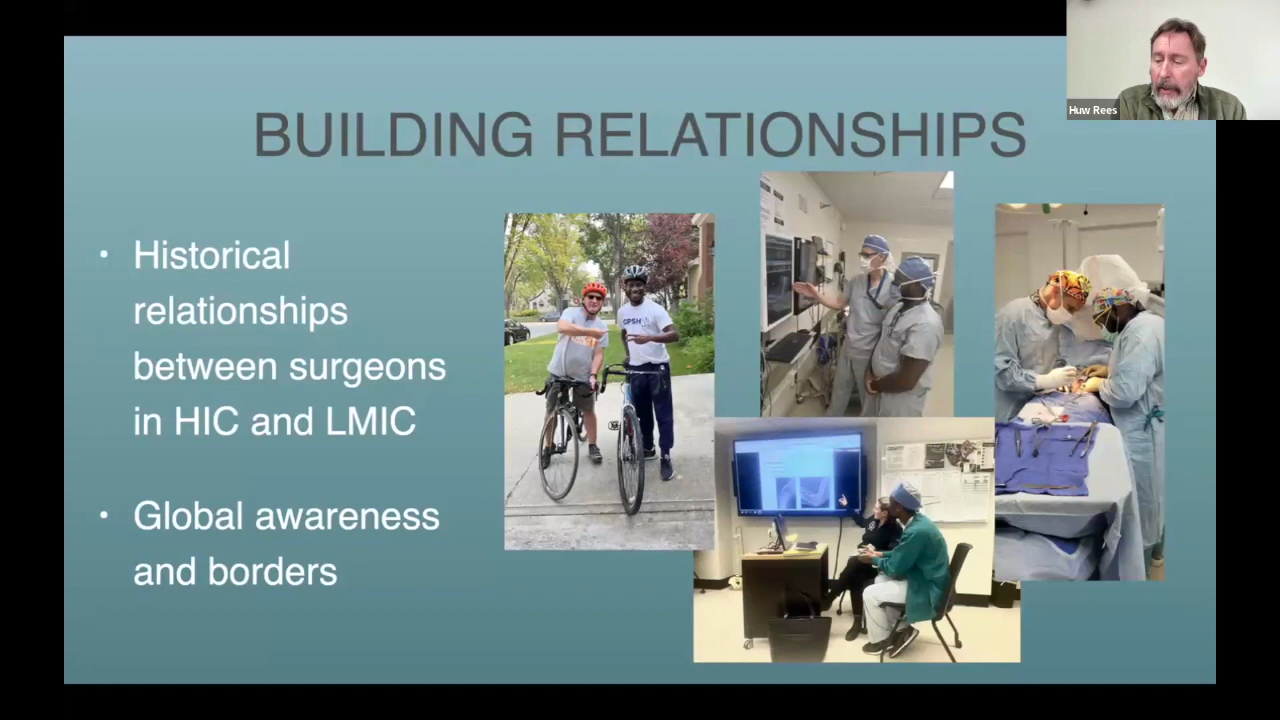 Huw Rees
BUILDING RELATIONSHIPS
• Historical
relationships
between surgeons
in HIC and LMIC
• Global awareness
and borders